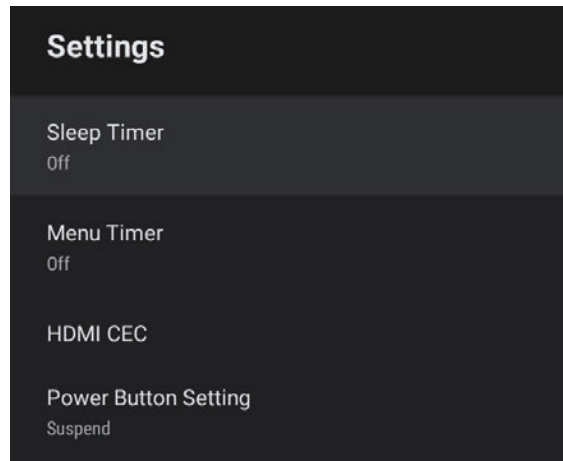 Settings
Sleep Timer
Off
Menu Timer
Off
HDMI CEC
Power Button Setting
Suspend